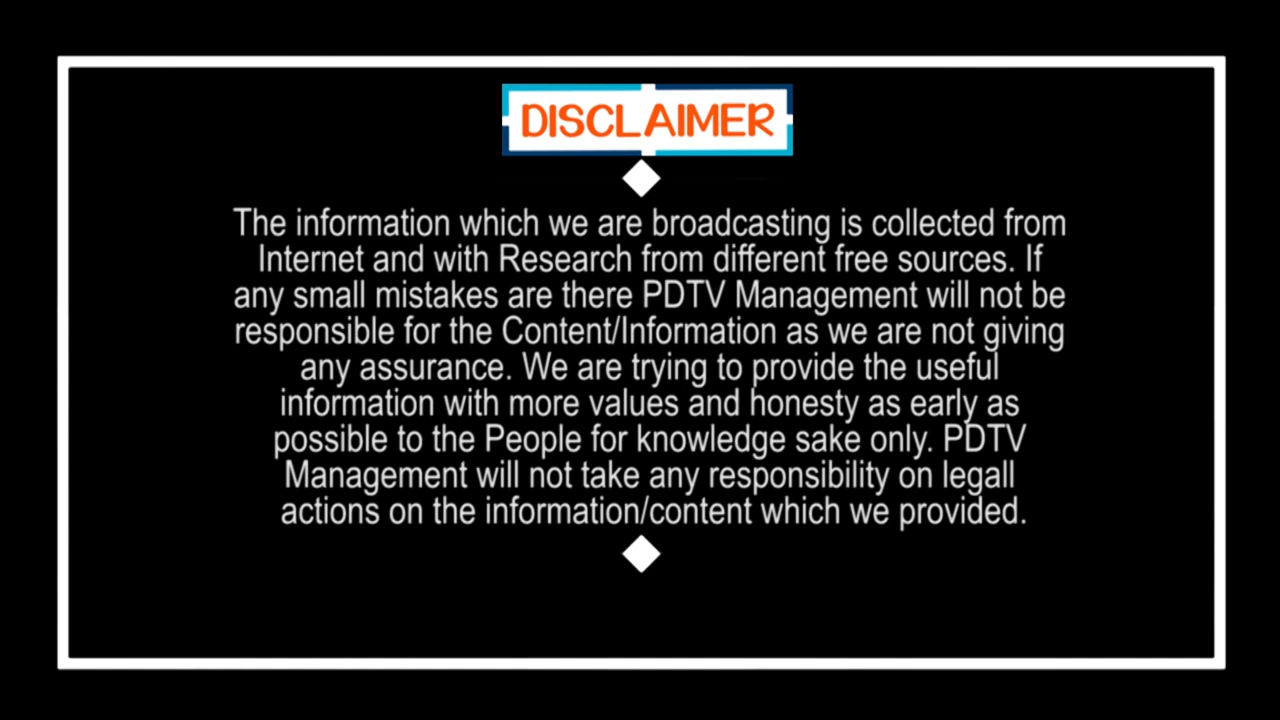 DISCLAIMER
The information which we are broadcasting is collected from
Internet and with Research from different free sources. If
any small mistakes are there PDTV Management will not be
responsible for the Content/Information as we are not giving
any assurance. We are trying to provide the useful
information with more values and honesty as early as
possible to the People for knowledge sake only. PDTV
Management will not take any responsibility on legall
actions on the information/content which we provided.